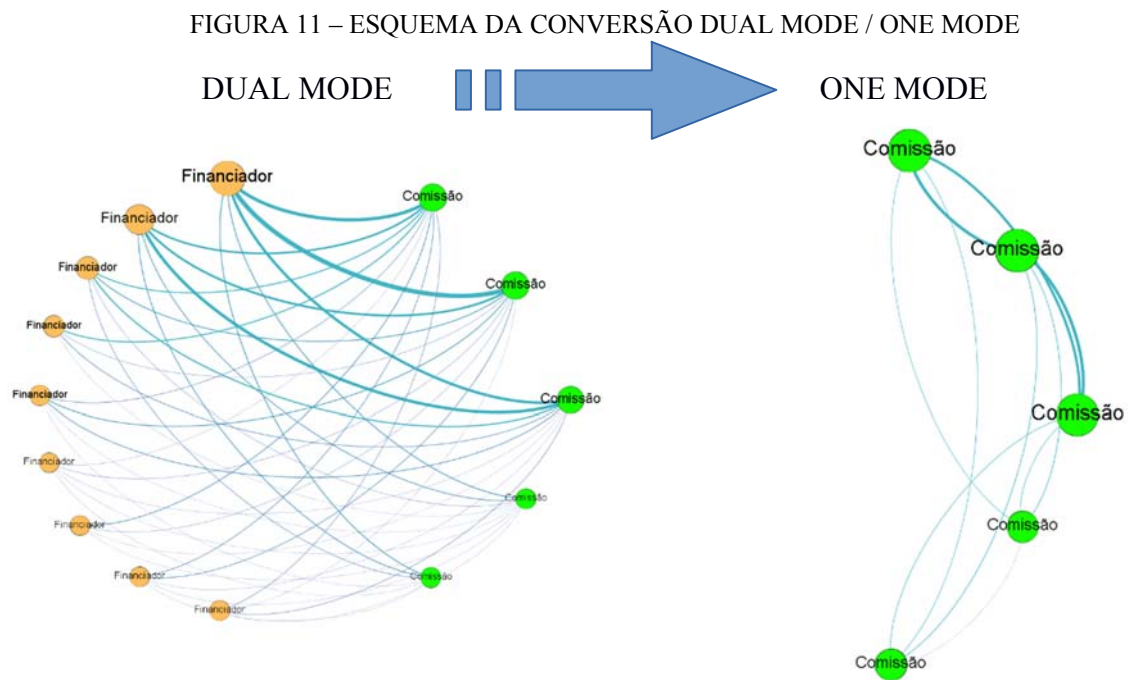 FIGURA 11 – ESQUEMA DA CONVERSÃO DUAL MODE / ONE MODE
DUAL MODE
ONE MODE
Financiador
Financiador
Financiador
Financiador
Financiador
Financiador
Financiador
Financiador
Financiador
Comissão
Comissão
Comissão
Comissão
Comissão
Comissão
Comissão
Comissão
Comissão
Comissão